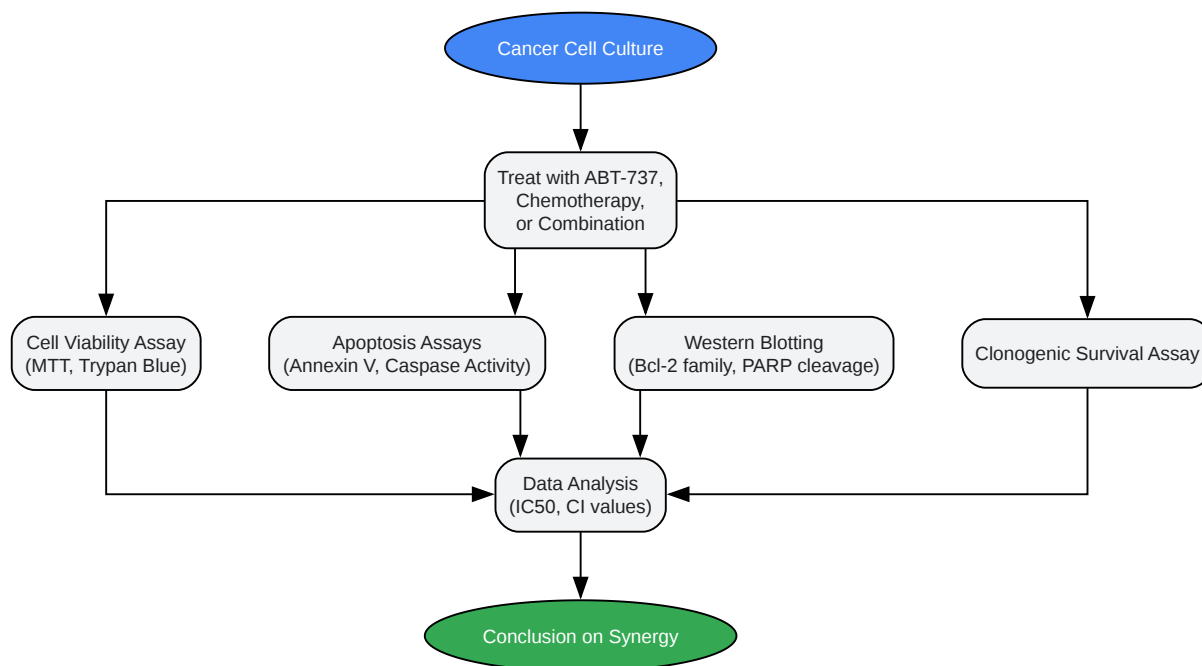 Cancer Cell Culture
Treat with ABT-737,
Chemotherapy,
or Combination
Cell Viability Assay
(MTT, Trypan Blue)
Apoptosis Assays
(Annexin V, Caspase Activity)
Western Blotting
(Bcl-2 family, PARP cleavage)
Clonogenic Survival Assay
Data Analysis
(IC50, CI values)
Conclusion on Synergy